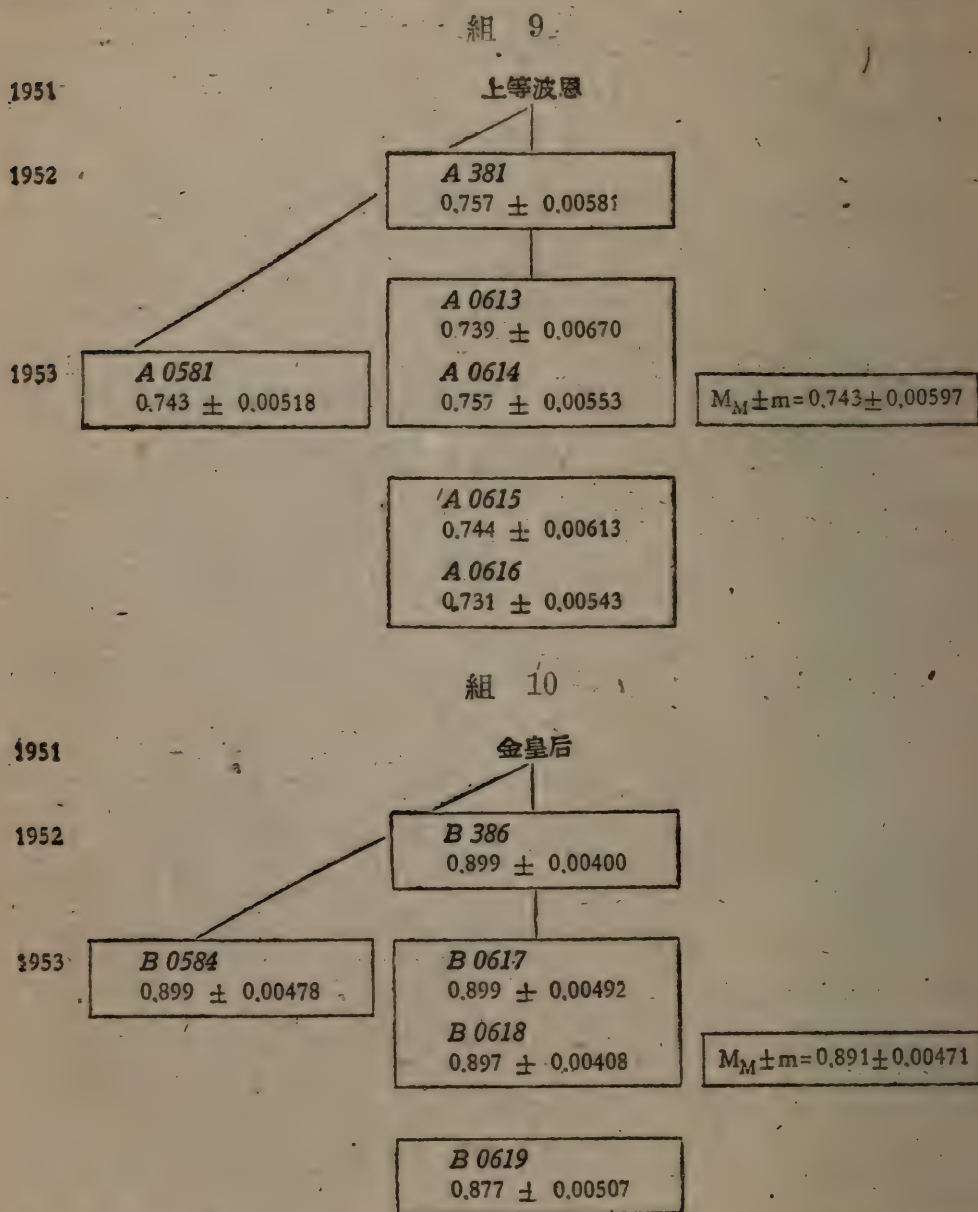 組 9
1951
上等波恩
1952
A 381
0.757 ± 0.00581
A 0613
0.739 ± 0.00670
1953
A 0581
0.743 ± 0.00518
A 0614
0.757 ± 0.00553
M_M±m=0.743±0.00597
A 0615
0.744 ± 0.00613
A 0616
0.731 ± 0.00543
組 10
1951
金皇后
1952
B 386
0.899 ± 0.00400
1953
B 0584
0.899 ± 0.00478
B 0617
0.899 ± 0.00492
B 0618
0.897 ± 0.00408
M_M±m=0.891±0.00471
B 0619
0.877 ± 0.00507